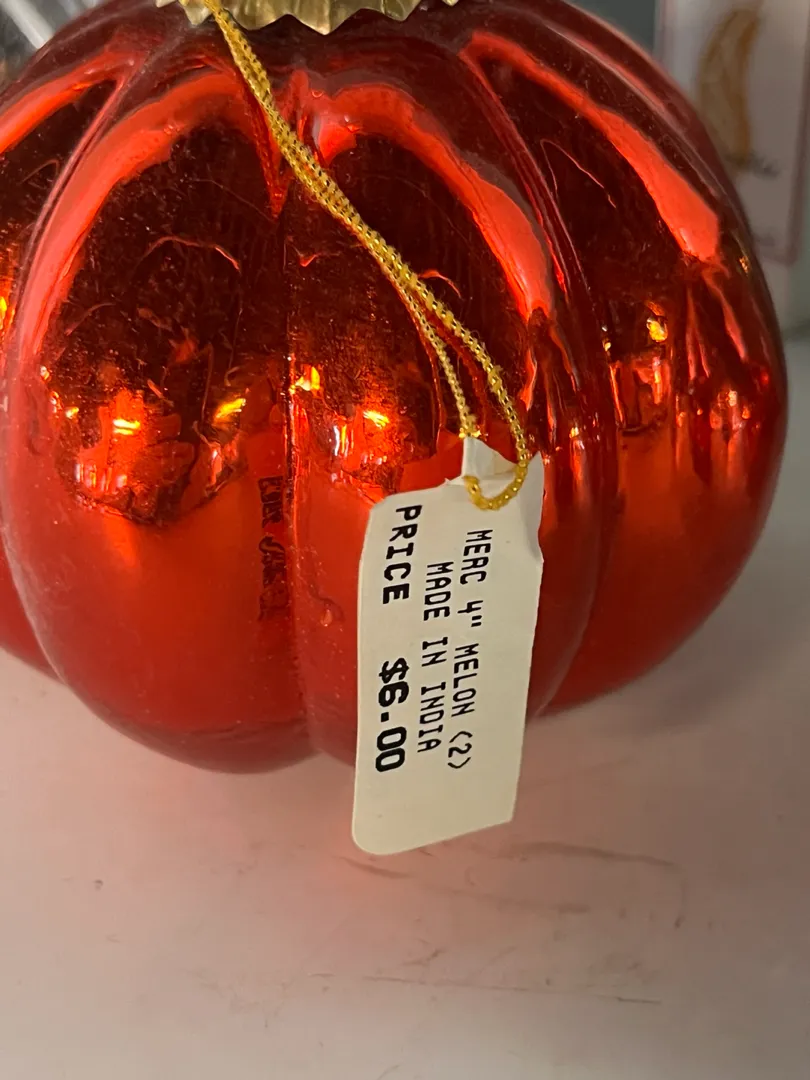 MERC 4" MELON (2)
MADE IN INDIA
PRICE $6.00